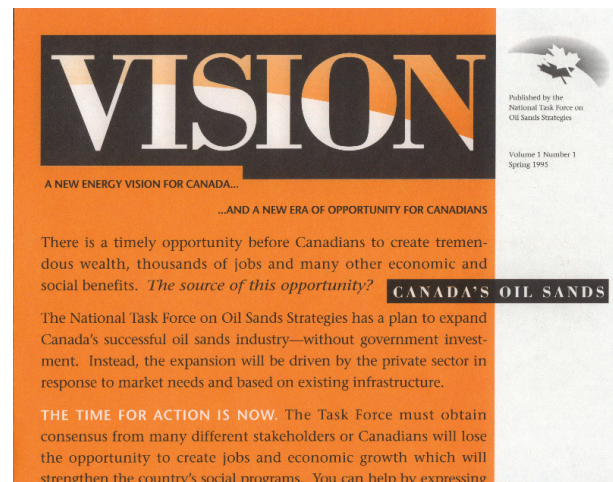 VISION
Published by the
National Task Force on
Oil Sands Strategies
Volume 1 Number 1
Spring 1995
A NEW ENERGY VISION FOR CANADA...
...AND A NEW ERA OF OPPORTUNITY FOR CANADIANS
There is a timely opportunity before Canadians to create tremen-
dous wealth, thousands of jobs and many other economic and
social benefits. The source of this opportunity? CANADA'S OIL SANDS
The National Task Force on Oil Sands Strategies has a plan to expand
Canada's successful oil sands industry—without government invest-
ment. Instead, the expansion will be driven by the private sector in
response to market needs and based on existing infrastructure.
THE TIME FOR ACTION IS NOW. The Task Force must obtain
consensus from many different stakeholders or Canadians will lose
the opportunity to create jobs and economic growth which will
strengthen the country's social programs. You can help by expressing